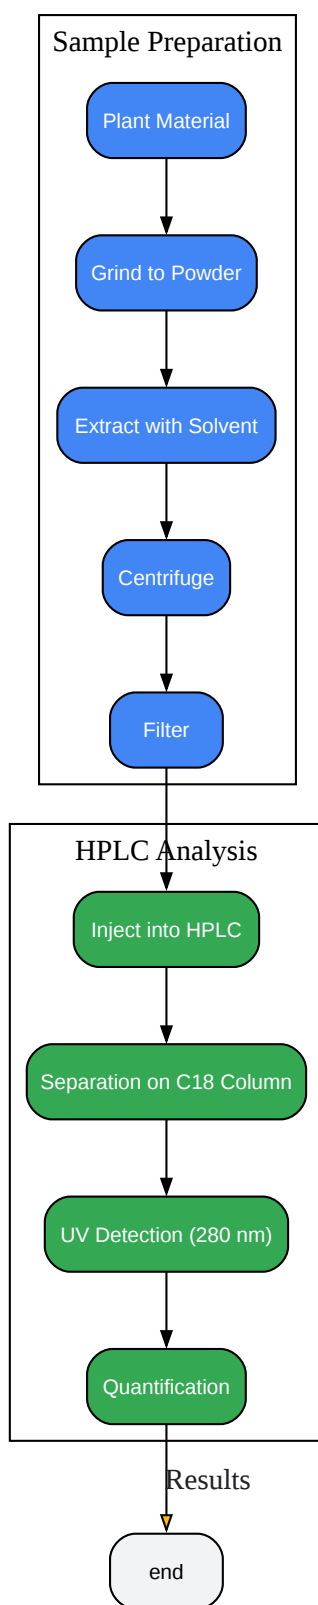 Sample Preparation
Plant Material
Grind to Powder
Extract with Solvent
Centrifuge
Filter
HPLC Analysis
Inject into HPLC
Separation on C18 Column
UV Detection (280 nm)
Quantification
Results
end